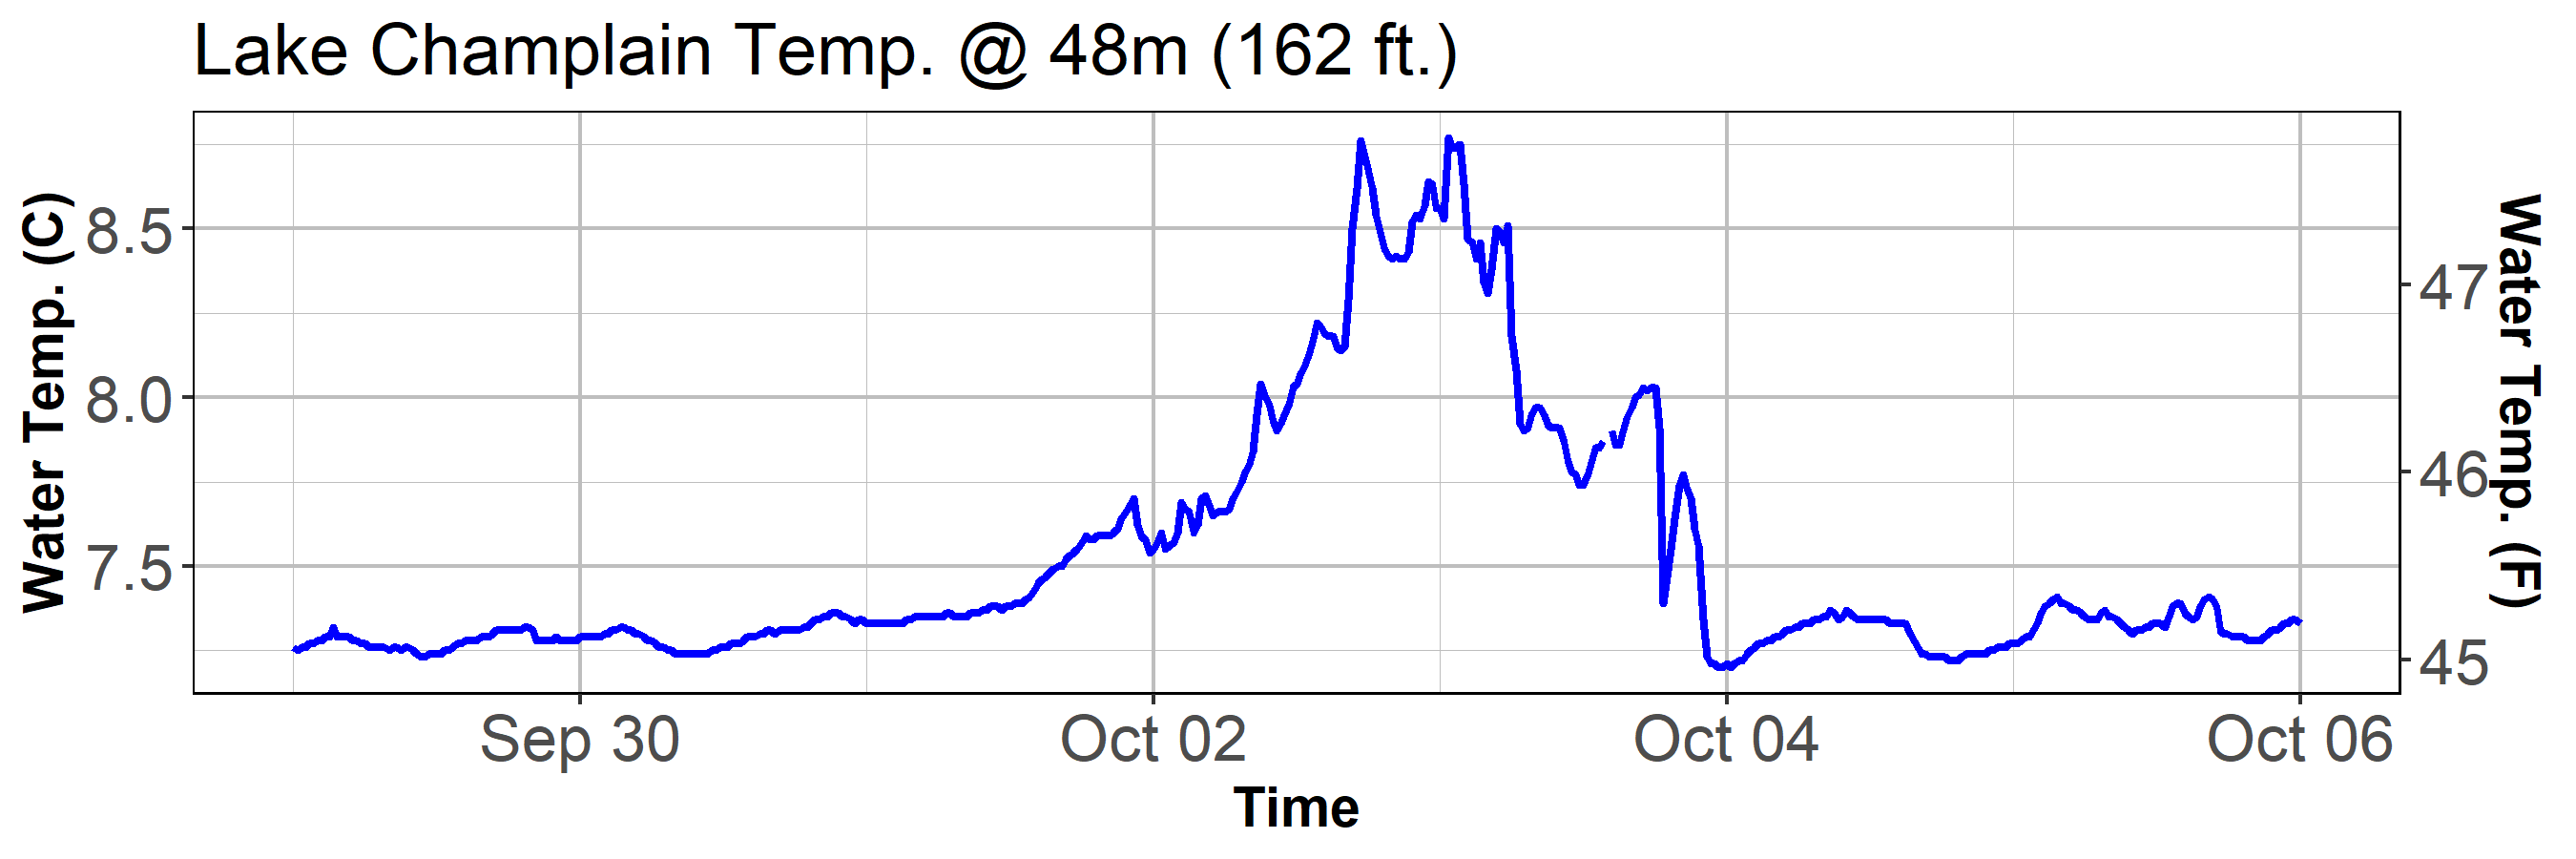 Lake Champlain Temp. @ 48m (162 ft.)
Water Temp. (C)
8.5
8.0
7.5
47
46
45
Water Temp. (F)
Sep 30
Oct 02
Oct 04
Oct 06
Time